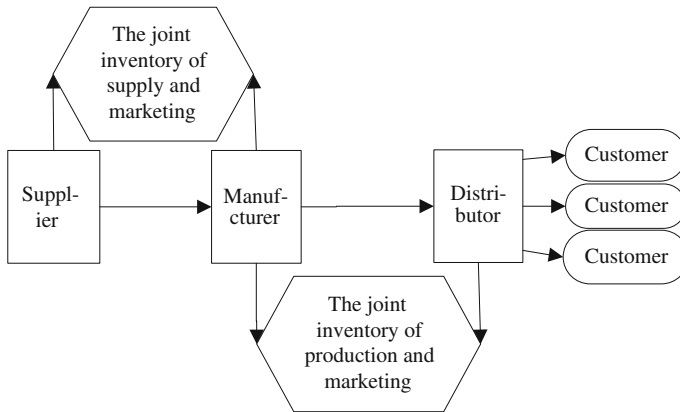 The joint
inventory of
supply and
marketing
Suppl-
ier
Manuf-
cturer
Distri-
butor
Customer
Customer
Customer
The joint
inventory of
production and
marketing